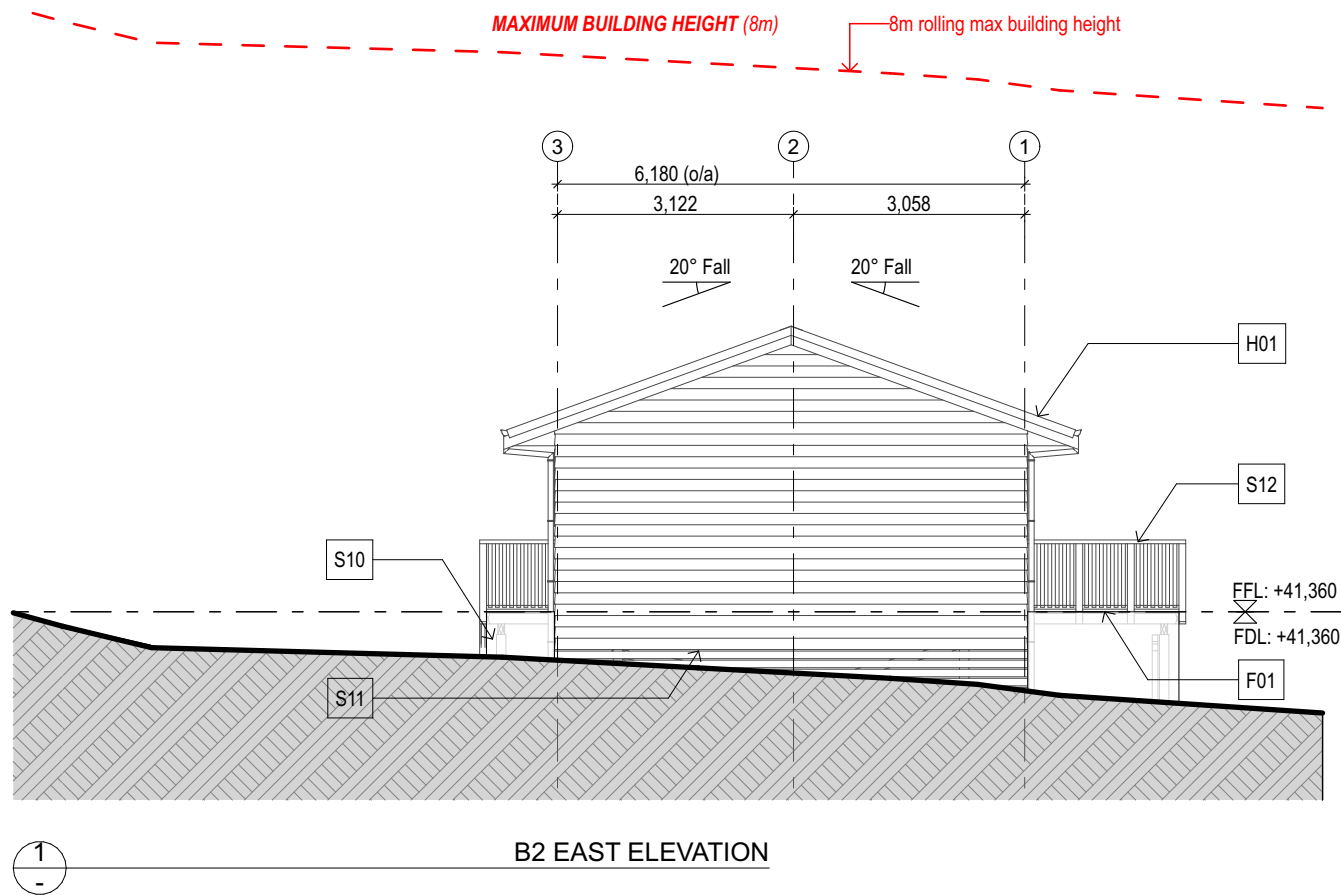 MAXIMUM BUILDING HEIGHT (8m)
8m rolling max building height
3
2
1
6,180 (o/a)
3,122
3,058
20° Fall
20° Fall
H01
S12
S10
FFL: +41,360
FDL: +41,360
F01
S11
1
-
B2 EAST ELEVATION